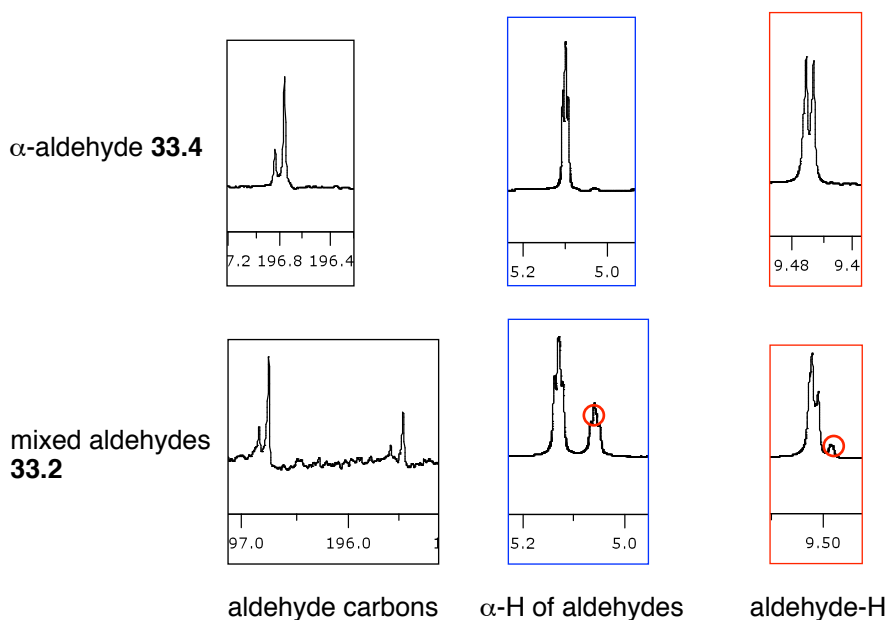 α-aldehyde 33.4
7.2 196.8 196.4
5.2 5.0
9.48 9.4
mixed aldehydes
33.2
97.0 196.0 1
5.2 5.0
9.50
aldehyde carbons
α-H of aldehydes
aldehyde-H